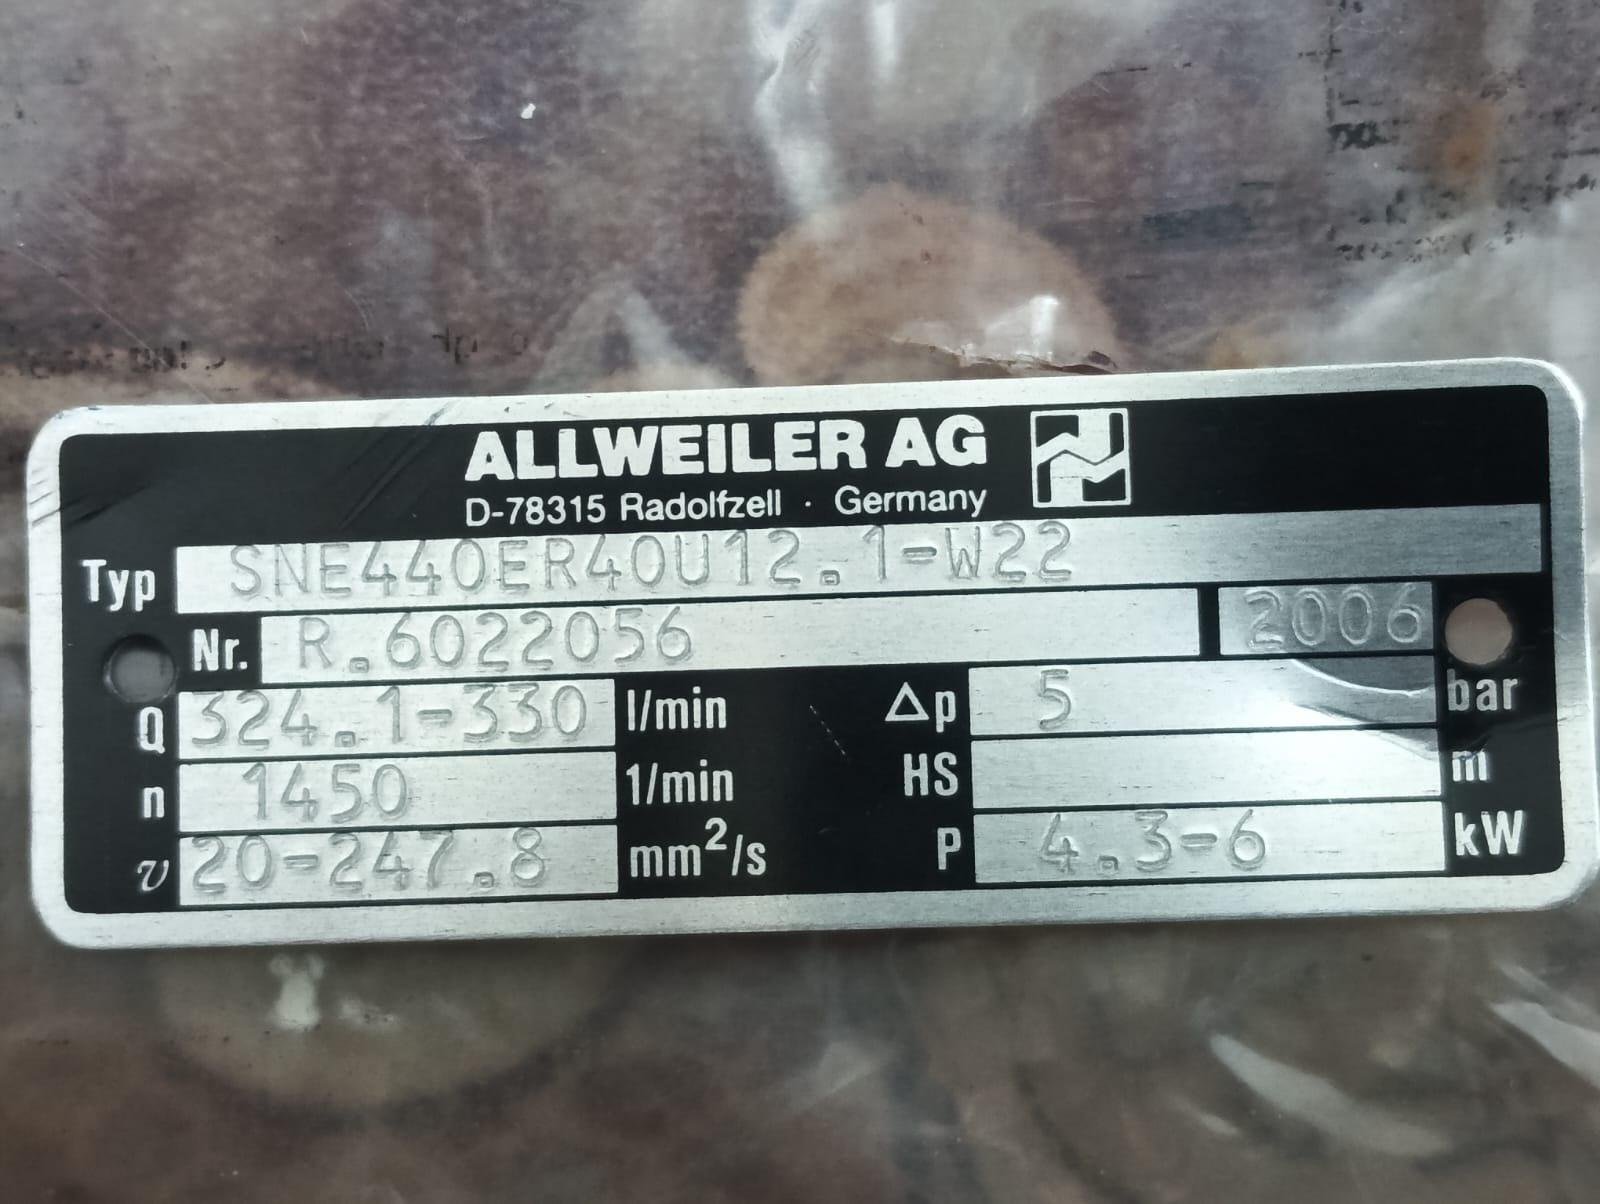 ALLWEILER AG
D-78315 Radolfzell · Germany
Typ SNE440ER40U12.1-W22
Nr. R.6022056 2006
Q 324.1-330 l/min Δp 5 bar
n 1450 1/min HS m
v 20-247.8 mm²/s P 4.3-6 kW